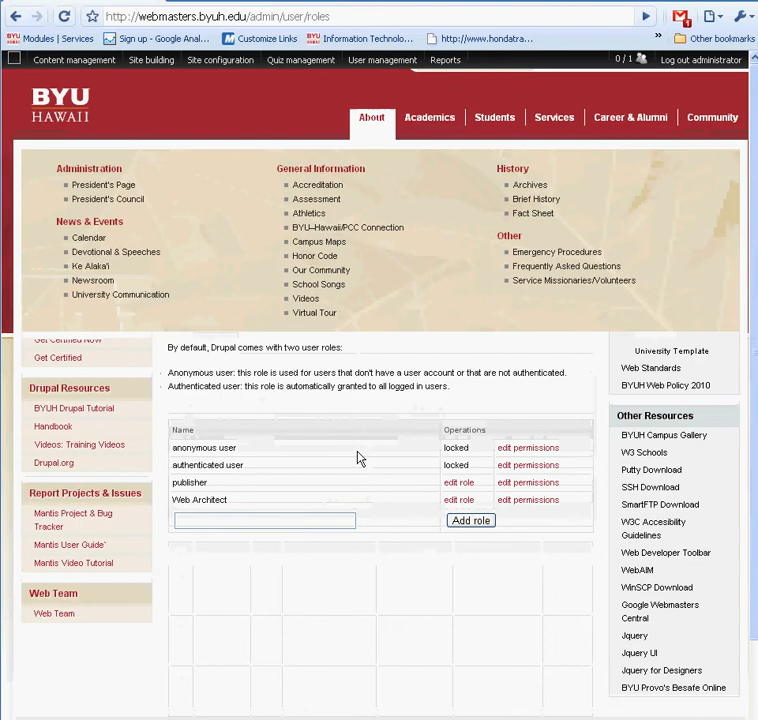 http://webmasters.byuh.edu/admin/user/roles
Modules | Services
Sign up - Google Anal...
Customize Links
Information Technolo...
http://www.hondatra...
»
Other bookmarks
Content management
Site building
Site configuration
Quiz management
User management
Reports
0 / 1
Log out administrator
BYU
HAWAII
About
Academics
Students
Services
Career & Alumni
Community
Administration
President's Page
President's Council
News & Events
Calendar
Devotional & Speeches
Ke Alaka'i
Newsroom
University Communication
General Information
Accreditation
Assessment
Athletics
BYU–Hawaii/PCC Connection
Campus Maps
Honor Code
Our Community
School Songs
Videos
Virtual Tour
History
Archives
Brief History
Fact Sheet
Other
Emergency Procedures
Frequently Asked Questions
Service Missionaries/Volunteers
Get Certified Now
Get Certified
Drupal Resources
BYUH Drupal Tutorial
Handbook
Videos: Training Videos
Drupal.org
Report Projects & Issues
Mantis Project & Bug
Tracker
Mantis User Guide`
Mantis Video Tutorial
Web Team
Web Team
By default, Drupal comes with two user roles:
Anonymous user: this role is used for users that don't have a user account or that are not authenticated.
Authenticated user: this role is automatically granted to all logged in users.
Name Operations
anonymous user locked edit permissions
authenticated user locked edit permissions
publisher edit role edit permissions
Web Architect edit role edit permissions
Add role
University Template
Web Standards
BYUH Web Policy 2010
Other Resources
BYUH Campus Gallery
W3 Schools
Putty Download
SSH Download
SmartFTP Download
W3C Accesibility
Guidelines
Web Developer Toolbar
WebAIM
WinSCP Download
Google Webmasters
Central
Jquery
Jquery UI
Jquery for Designers
BYU Provo's Besafe Online